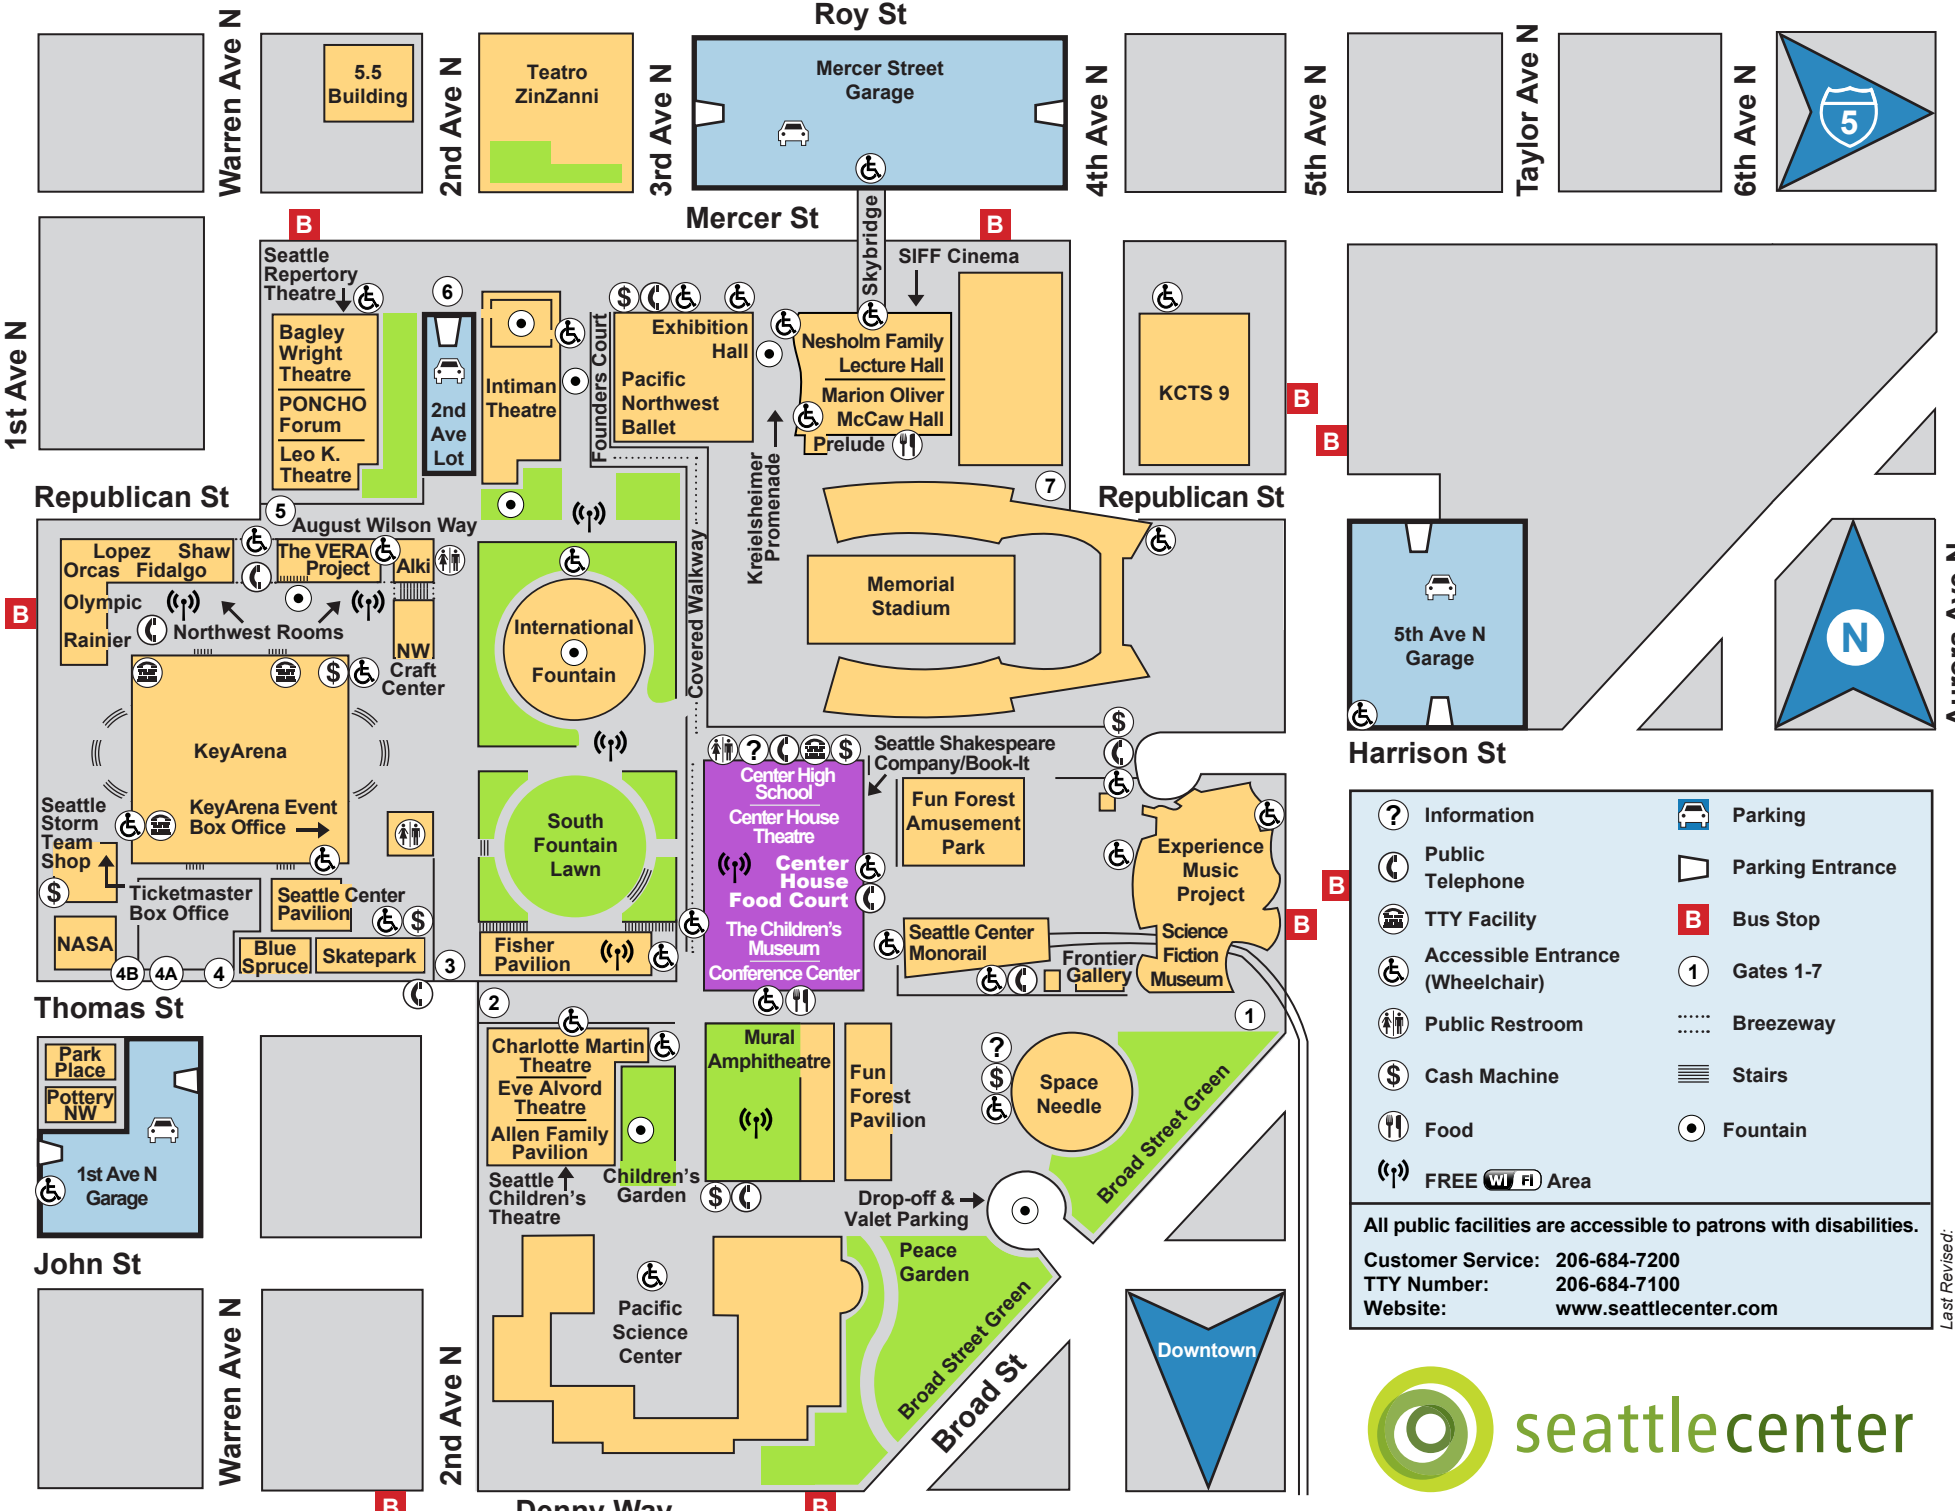 Roy St
Warren Ave N
2nd Ave N
3rd Ave N
4th Ave N
5th Ave N
Taylor Ave N
6th Ave N
5.5
Building
Teatro
ZinZanni
Mercer Street
Garage
5
Mercer St
Skybridge
B
B
SIFF Cinema
Seattle
Repertory
Theatre
6
1st Ave N
Bagley
Wright
Theatre
PONCHO
Forum
Leo K.
Theatre
2nd
Ave
Lot
Intiman
Theatre
Founders Court
$
Exhibition
Hall
Pacific
Northwest
Ballet
Kreielsheimer
Promenade
Nesholm Family
Lecture Hall
Marion Oliver
McCaw Hall
Prelude
KCTS 9
B
B
7
Republican St
Republican St
5
August Wilson Way
Lopez Shaw
Orcas Fidalgo
Olympic
Rainier
The VERA
Project
Alki
Northwest Rooms
NW
Craft
Center
B
$
International
Fountain
Covered Walkway
Memorial
Stadium
5th Ave N
Garage
N
Aurora Ave N
Harrison St
KeyArena
KeyArena Event
Box Office
Seattle
Storm
Team
Shop
$
Ticketmaster
Box Office
Seattle Center
Pavilion
$
NASA
Blue
Spruce
Skatepark
4B
4A
4
3
South
Fountain
Lawn
Fisher
Pavilion
? $
Center High
School
Center House
Theatre
Center
House
Food Court
The Children's
Museum
Conference Center
Seattle Shakespeare
Company/Book-It
Fun Forest
Amusement
Park
$
Experience
Music
Project
Science
Fiction
Museum
Seattle Center
Monorail
Frontier
Gallery
B
B
1
Thomas St
2
Park
Place
Pottery
NW
1st Ave N
Garage
John St
Charlotte Martin
Theatre
Eve Alvord
Theatre
Allen Family
Pavilion
Seattle
Children's
Theatre
Children's
Garden
Mural
Amphitheatre
$
Fun
Forest
Pavilion
?
$
Space
Needle
Broad Street Green
Drop-off &
Valet Parking
Peace
Garden
Broad Street Green
Broad St
Pacific
Science
Center
Warren Ave N
2nd Ave N
B
Denny Way
B
Downtown
? Information
Public
Telephone
TTY Facility
Accessible Entrance
(Wheelchair)
Public Restroom
$ Cash Machine
Food
FREE Wi Fi Area
Parking
Parking Entrance
B Bus Stop
1 Gates 1-7
Breezeway
Stairs
Fountain
All public facilities are accessible to patrons with disabilities.
Customer Service: 206-684-7200
TTY Number: 206-684-7100
Website: www.seattlecenter.com
Last Revised:
seattlecenter